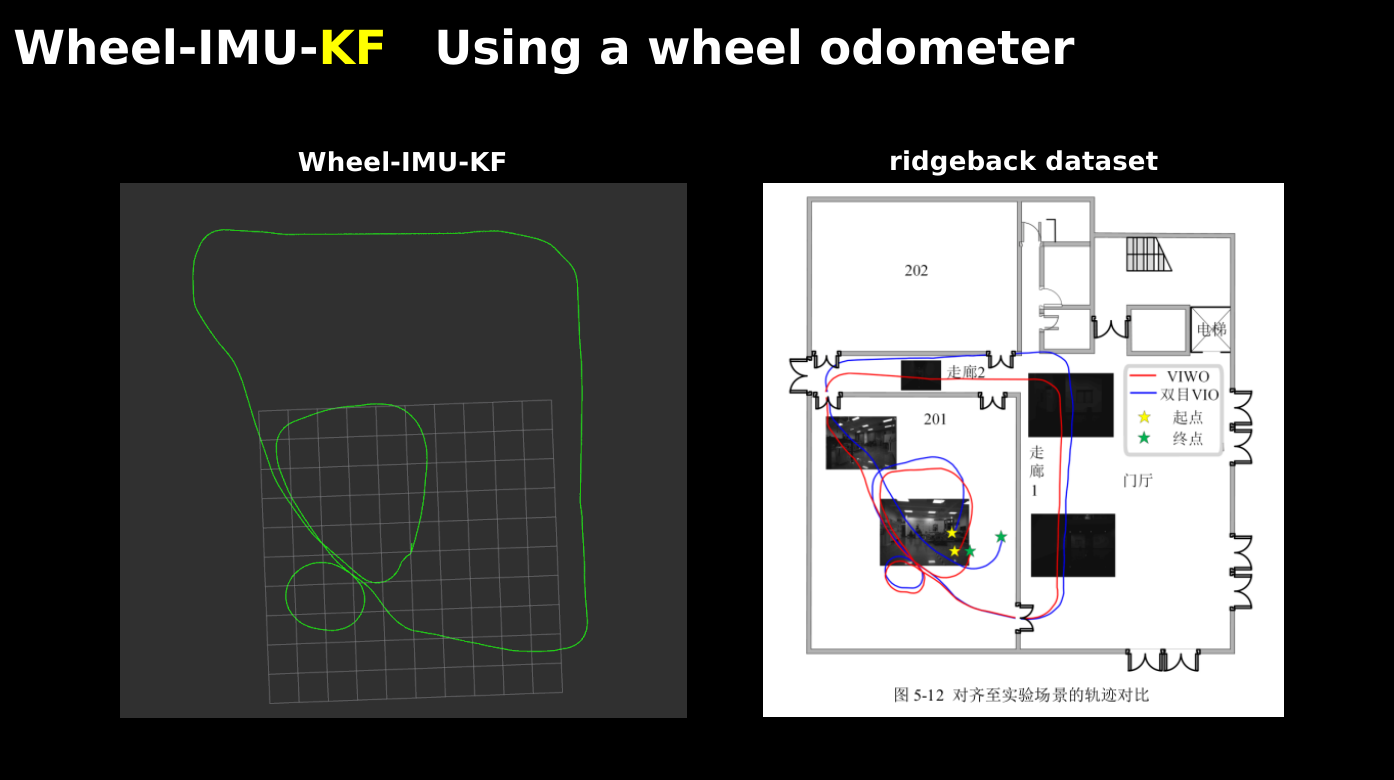 Wheel-IMU-KF Using a wheel odometer
Wheel-IMU-KF
ridgeback dataset
202
电梯
走廊2
VIWO
双目VIO
起点
终点
201
走
廊
1
门厅
图 5-12 对齐至实验场景的轨迹对比